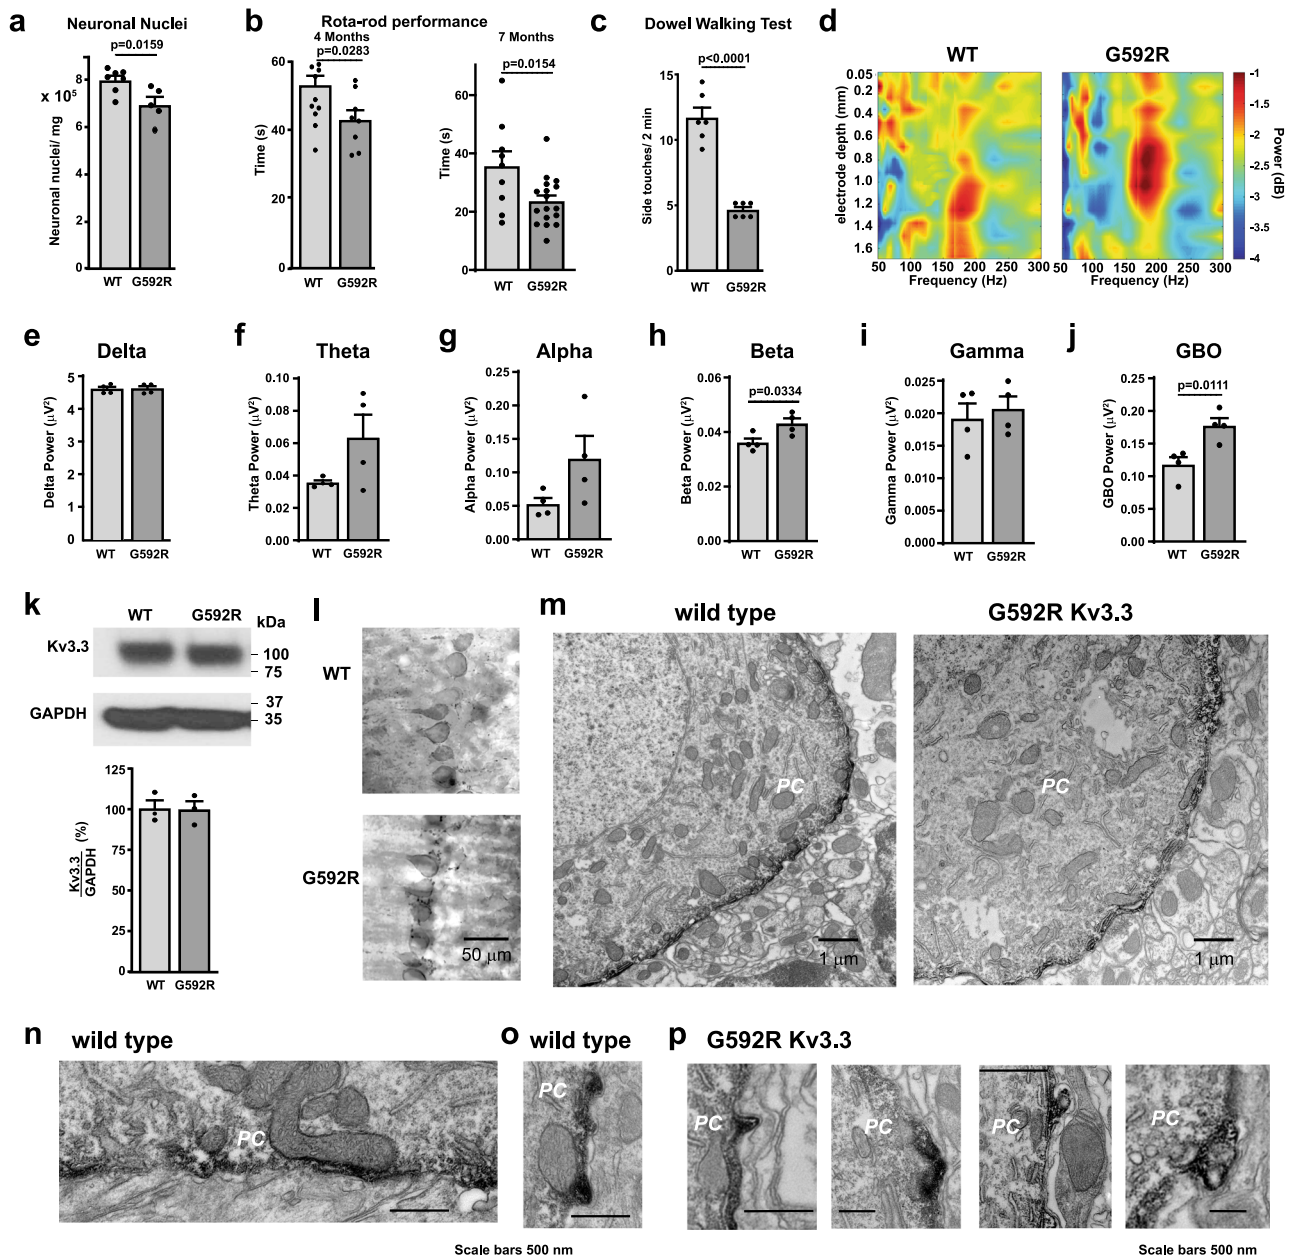 a
Neuronal Nuclei
p=0.0159
x 10⁵
Neuronal nuclei/ mg
8
6
4
2
0
WT G592R
b
Rota-rod performance
4 Months
p=0.0283
Time (s)
60
40
20
0
WT G592R
7 Months
p=0.0154
Time (s)
60
40
20
0
WT G592R
c
Dowel Walking Test
p<0.0001
Side touches/ 2 min
15
10
5
0
WT G592R
d
WT G592R
electrode depth (mm)
0.05
0.2
0.4
0.6
0.8
1.0
1.2
1.4
1.6
50 100 150 200 250 300
Frequency (Hz)
50 100 150 200 250 300
Frequency (Hz)
-1
-1.5
-2
-2.5
-3
-3.5
-4
Power (dB)
e
Delta
Delta Power (μV²)
5
4
3
2
1
0
WT G592R
f
Theta
Theta Power (μV²)
0.10
0.08
0.06
0.04
0.02
0.00
WT G592R
g
Alpha
Alpha Power (μV²)
0.25
0.20
0.15
0.10
0.05
0.00
WT G592R
h
Beta
p=0.0334
Beta Power (μV²)
0.06
0.04
0.02
0.00
WT G592R
i
Gamma
Gamma Power (μV²)
0.025
0.020
0.015
0.010
0.005
0.000
WT G592R
j
GBO
p=0.0111
GBO Power (μV²)
0.25
0.20
0.15
0.10
0.05
0.00
WT G592R
k
WT G592R
kDa
Kv3.3
100
75
GAPDH
37
35
Kv3.3
GAPDH
(%)
125
100
75
50
25
0
WT G592R
l
WT
G592R
50 μm
m
wild type
PC
1 μm
G592R Kv3.3
PC
1 μm
n
wild type
PC
o
wild type
PC
Scale bars 500 nm
p
G592R Kv3.3
PC
PC
PC
PC
Scale bars 500 nm